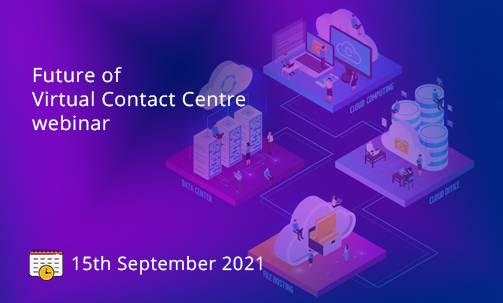 Future of
Virtual Contact Centre
webinar
CLOUD COMPUTING
DATA CENTER
CLOUD OFFICE
FILE HOSTING
15th September 2021